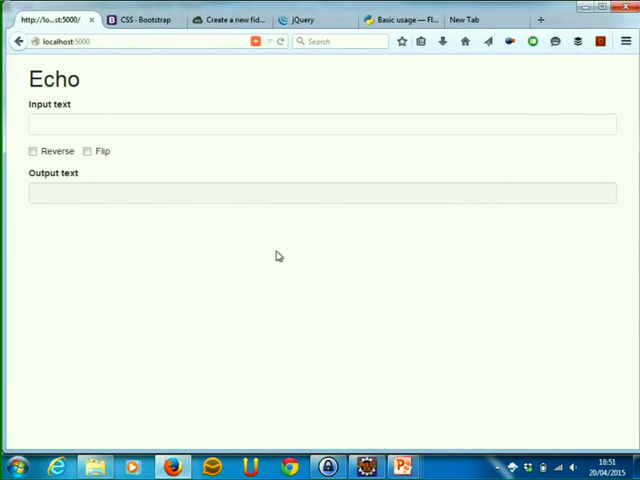 http://lo...st:5000/
CSS · Bootstrap
Create a new fid...
jQuery
Basic usage — Fl...
New Tab
localhost:5000
Search
Echo
Input text
Reverse
Flip
Output text
18:51
20/04/2015